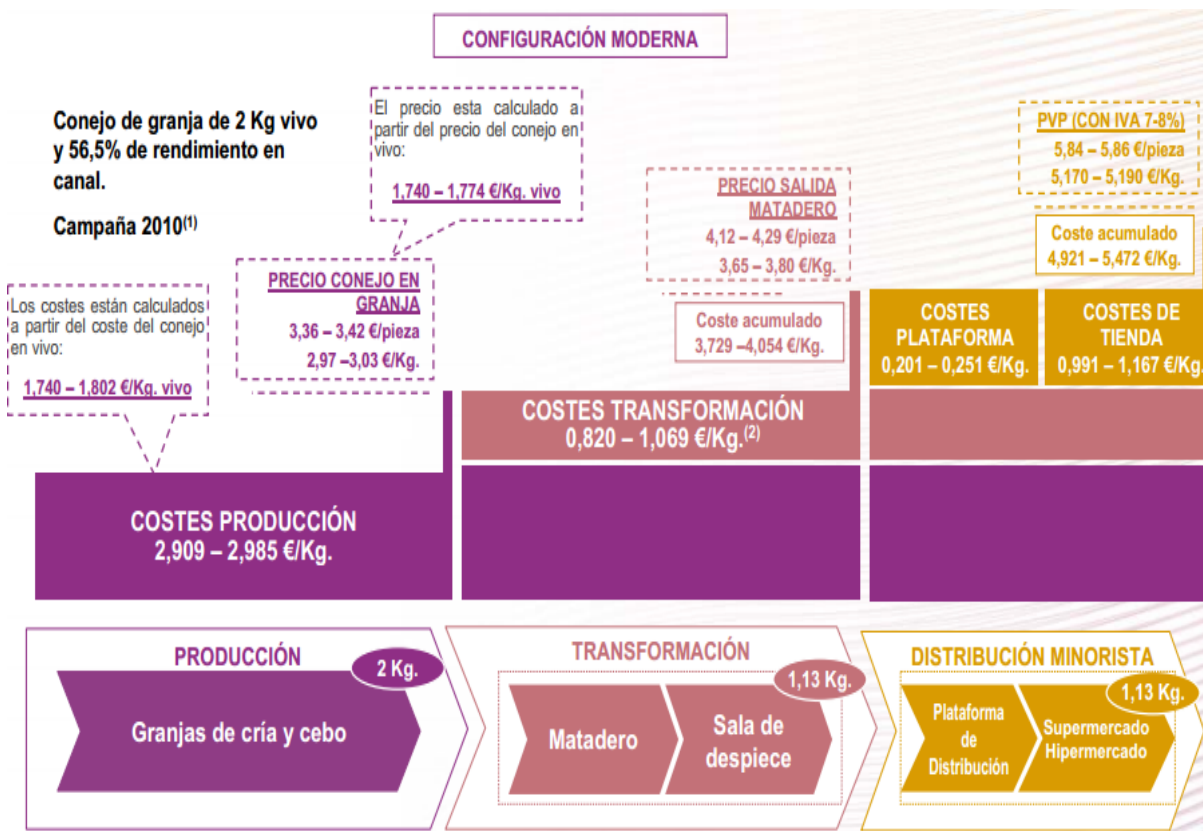 CONFIGURACIÓN MODERNA
Conejo de granja de 2 Kg vivo
y 56,5% de rendimiento en
canal.
Campaña 2010(1)
El precio esta calculado a
partir del precio del conejo en
vivo:
1,740 – 1,774 €/Kg. vivo
PVP (CON IVA 7-8%)
5,84 – 5,86 €/pieza
5,170 – 5,190 €/Kg.
PRECIO SALIDA
MATADERO
4,12 – 4,29 €/pieza
3,65 – 3,80 €/Kg.
Coste acumulado
4,921 – 5,472 €/Kg.
Los costes están calculados
a partir del coste del conejo
en vivo:
1,740 – 1,802 €/Kg. vivo
PRECIO CONEJO EN
GRANJA
3,36 – 3,42 €/pieza
2,97 –3,03 €/Kg.
Coste acumulado
3,729 –4,054 €/Kg.
COSTES
PLATAFORMA
0,201 – 0,251 €/Kg.
COSTES DE
TIENDA
0,991 – 1,167 €/Kg.
COSTES TRANSFORMACIÓN
0,820 – 1,069 €/Kg.(2)
COSTES PRODUCCIÓN
2,909 – 2,985 €/Kg.
PRODUCCIÓN
2 Kg.
Granjas de cría y cebo
TRANSFORMACIÓN
1,13 Kg.
Matadero
Sala de
despiece
DISTRIBUCIÓN MINORISTA
1,13 Kg.
Plataforma
de
Distribución
Supermercado
Hipermercado